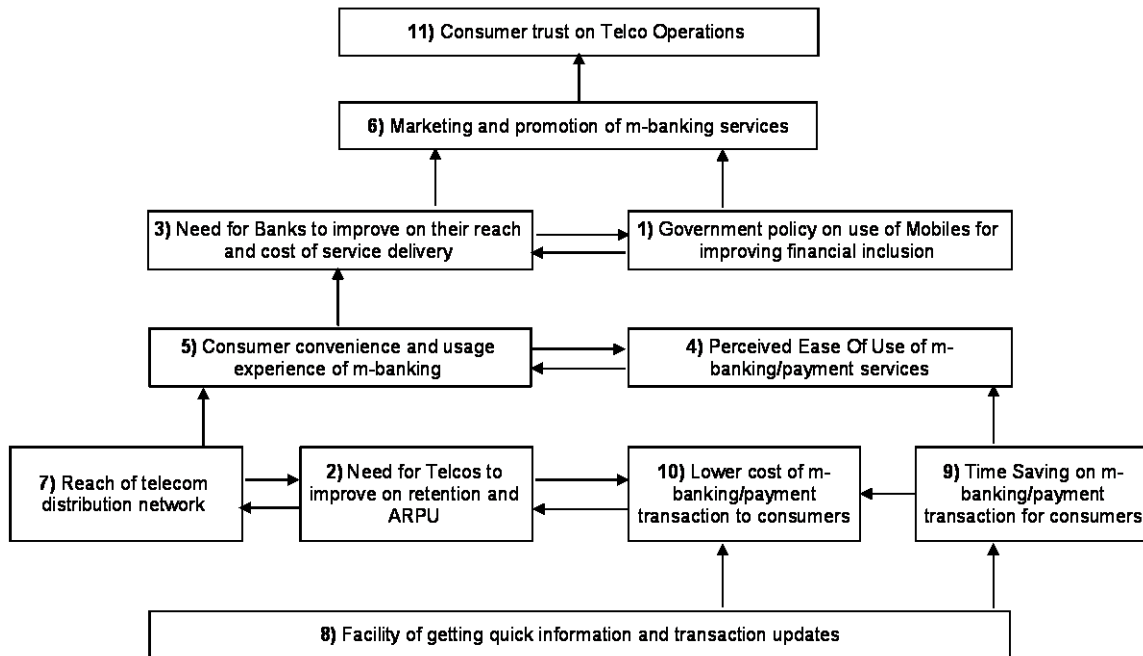 11) Consumer trust on Telco Operations
6) Marketing and promotion of m-banking services
3) Need for Banks to improve on their reach
and cost of service delivery
1) Government policy on use of Mobiles for
improving financial inclusion
5) Consumer convenience and usage
experience of m-banking
4) Perceived Ease Of Use of m-
banking/payment services
7) Reach of telecom
distribution network
2) Need for Telcos to
improve on retention and
ARPU
10) Lower cost of m-
banking/payment
transaction to consumers
9) Time Saving on m-
banking/payment
transaction for consumers
8) Facility of getting quick information and transaction updates